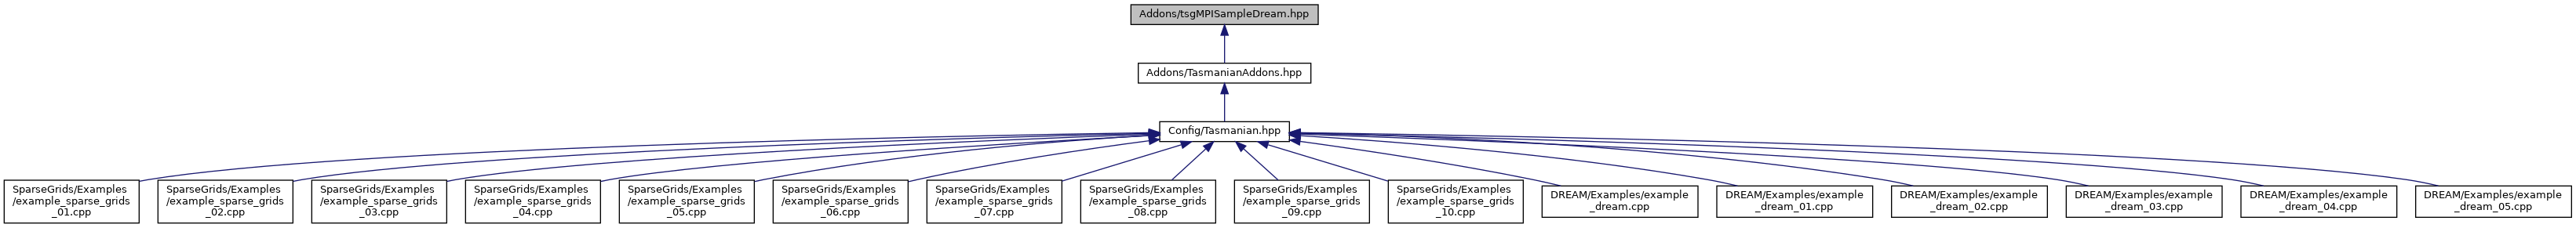 Addons/tsgMPISampleDream.hpp
Addons/TasmanianAddons.hpp
Config/Tasmanian.hpp
SparseGrids/Examples
/example_sparse_grids
_01.cpp
SparseGrids/Examples
/example_sparse_grids
_02.cpp
SparseGrids/Examples
/example_sparse_grids
_03.cpp
SparseGrids/Examples
/example_sparse_grids
_04.cpp
SparseGrids/Examples
/example_sparse_grids
_05.cpp
SparseGrids/Examples
/example_sparse_grids
_06.cpp
SparseGrids/Examples
/example_sparse_grids
_07.cpp
SparseGrids/Examples
/example_sparse_grids
_08.cpp
SparseGrids/Examples
/example_sparse_grids
_09.cpp
SparseGrids/Examples
/example_sparse_grids
_10.cpp
DREAM/Examples/example
_dream.cpp
DREAM/Examples/example
_dream_01.cpp
DREAM/Examples/example
_dream_02.cpp
DREAM/Examples/example
_dream_03.cpp
DREAM/Examples/example
_dream_04.cpp
DREAM/Examples/example
_dream_05.cpp